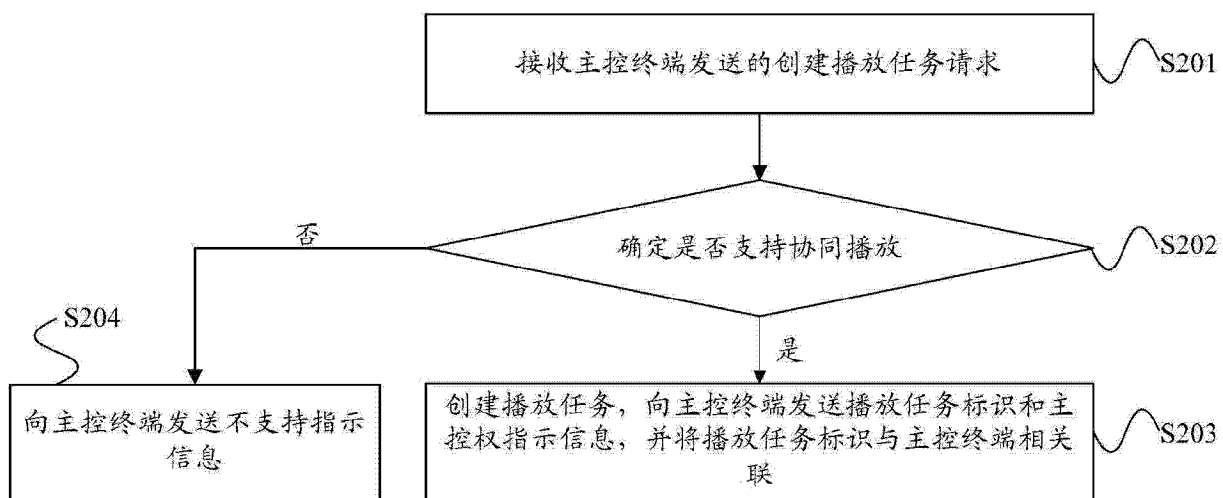 接收主控终端发送的创建播放任务请求
S201
确定是否支持协同播放
S202
否
是
S204
向主控终端发送不支持指示
信息
创建播放任务，向主控终端发送播放任务标识和主
控权指示信息，并将播放任务标识与主控终端相关
联
S203